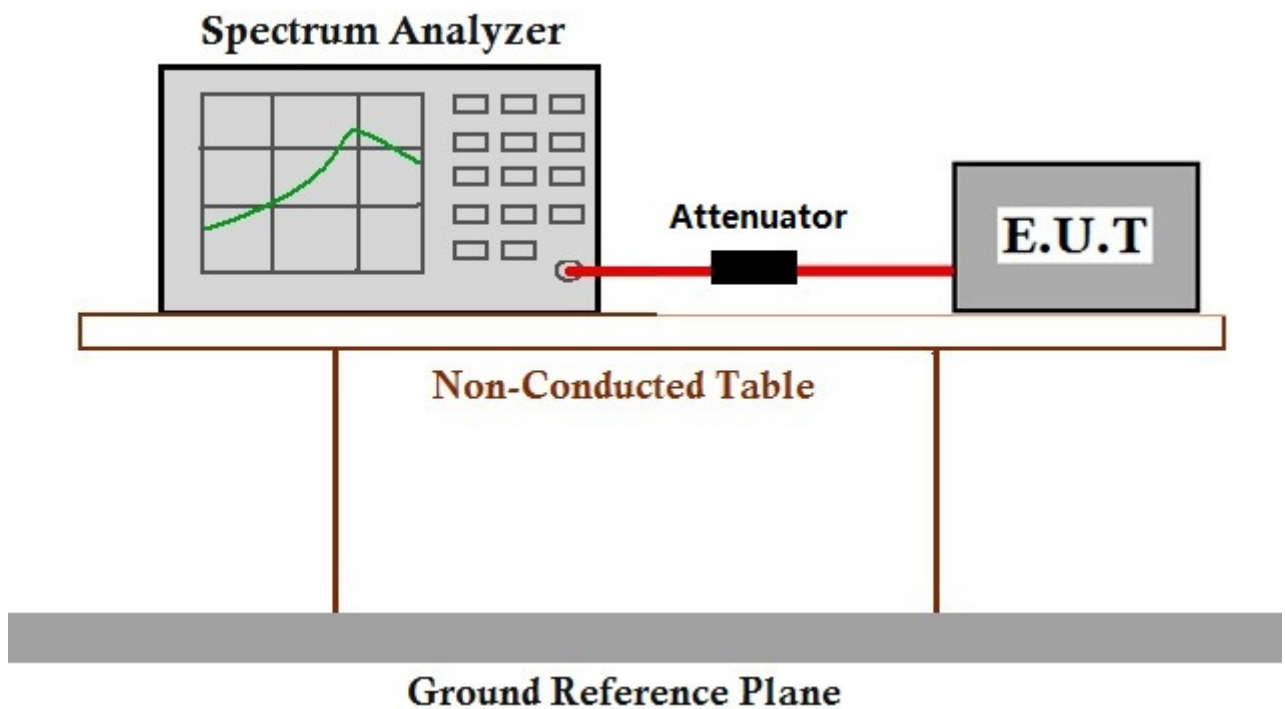 Spectrum Analyzer
Attenuator
E.U.T
Non-Conducted Table
Ground Reference Plane